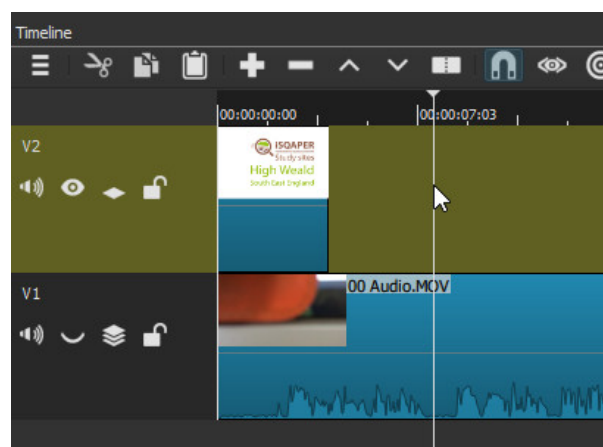 Timeline
00:00:00:00
00:00:07:03
V2
iSQAPER
Study sites
High Weald
South East England
V1
00 Audio.MOV